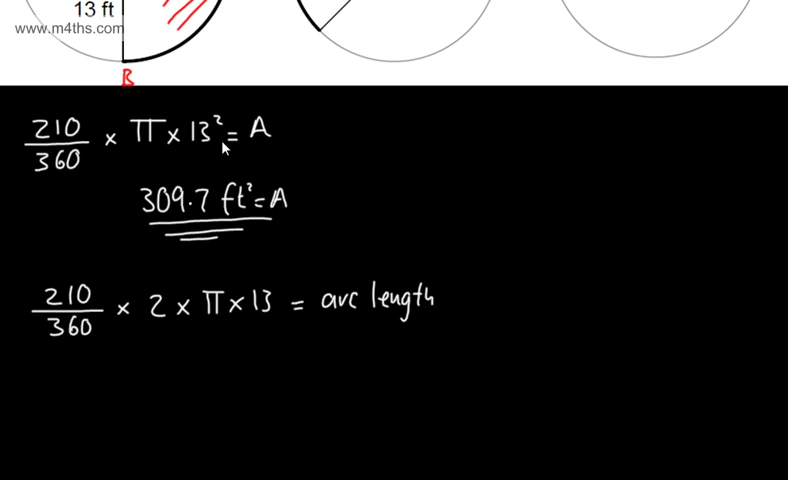 13 ft
www.m4ths.com
B
210/360 × π × 13² = A
309.7 ft² = A
210/360 × 2 × π × 13 = arc length